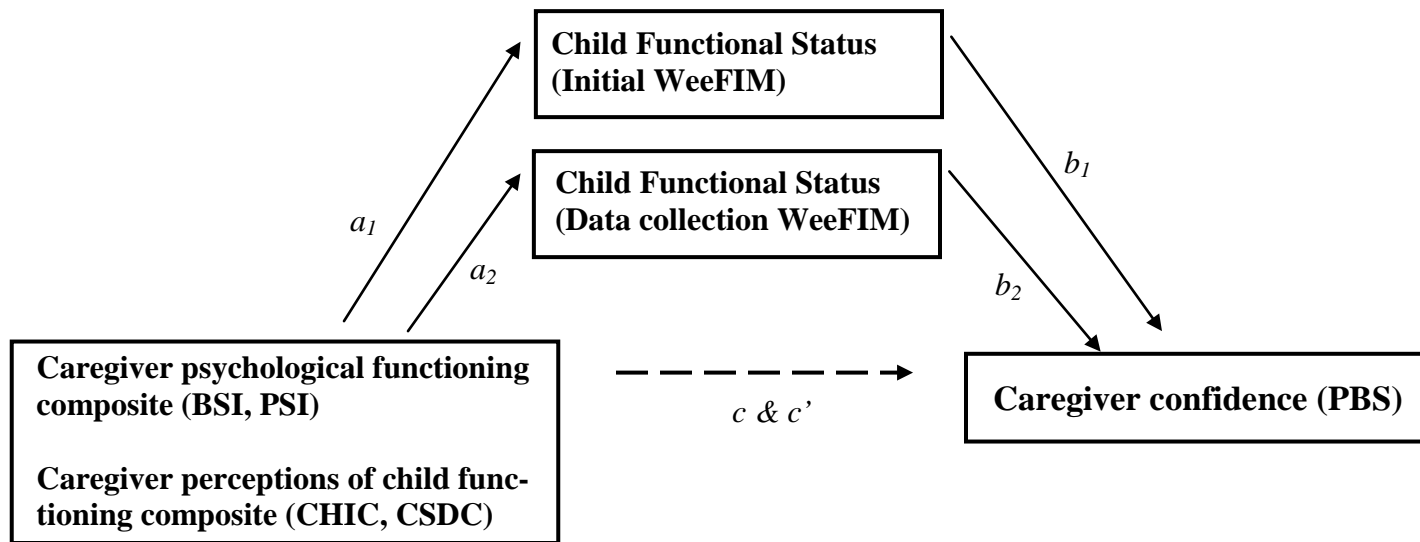 Child Functional Status
(Initial WeeFIM)
Child Functional Status
(Data collection WeeFIM)
a1
a2
b1
b2
Caregiver psychological functioning
composite (BSI, PSI)
Caregiver perceptions of child func-
tioning composite (CHIC, CSDC)
c & c’
Caregiver confidence (PBS)